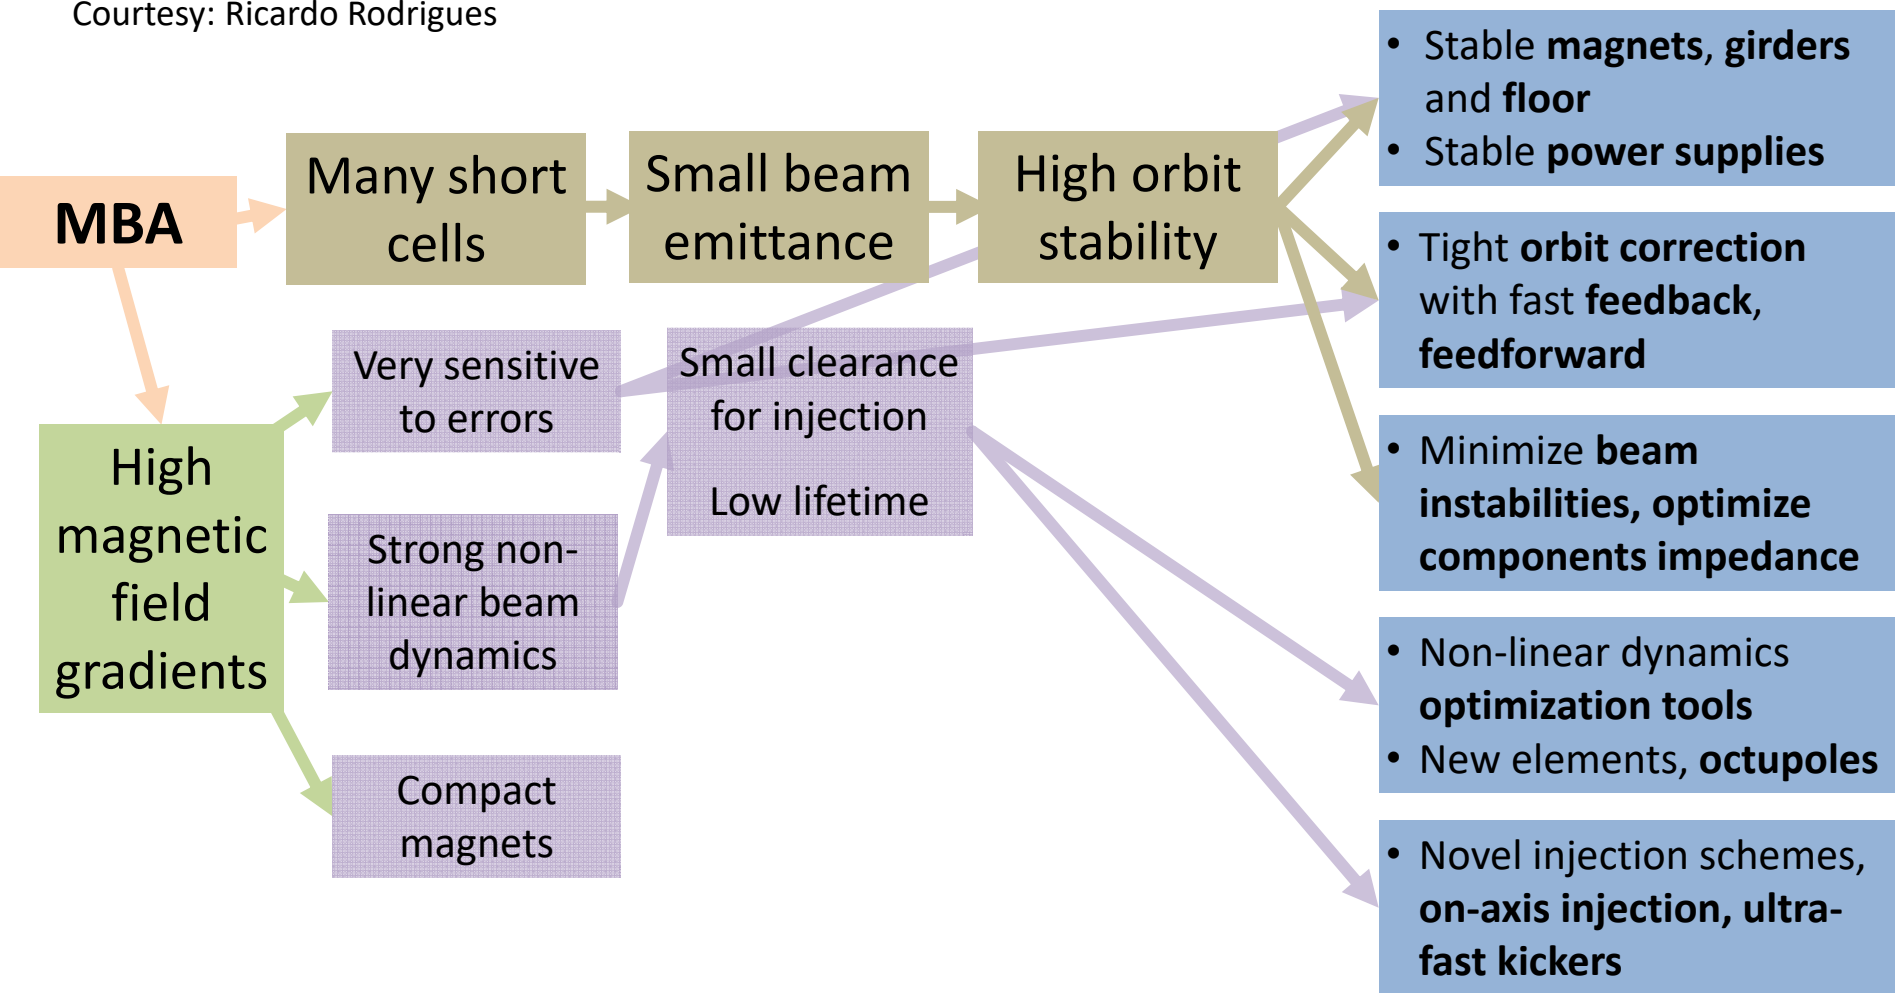 Courtesy: Ricardo Rodrigues
MBA
Many short
cells
Small beam
emittance
High orbit
stability
High
magnetic
field
gradients
Very sensitive
to errors
Strong non-
linear beam
dynamics
Compact
magnets
Small clearance
for injection
Low lifetime
• Stable magnets, girders
and floor
• Stable power supplies
• Tight orbit correction
with fast feedback,
feedforward
• Minimize beam
instabilities, optimize
components impedance
• Non-linear dynamics
optimization tools
• New elements, octupoles
• Novel injection schemes,
on-axis injection, ultra-
fast kickers